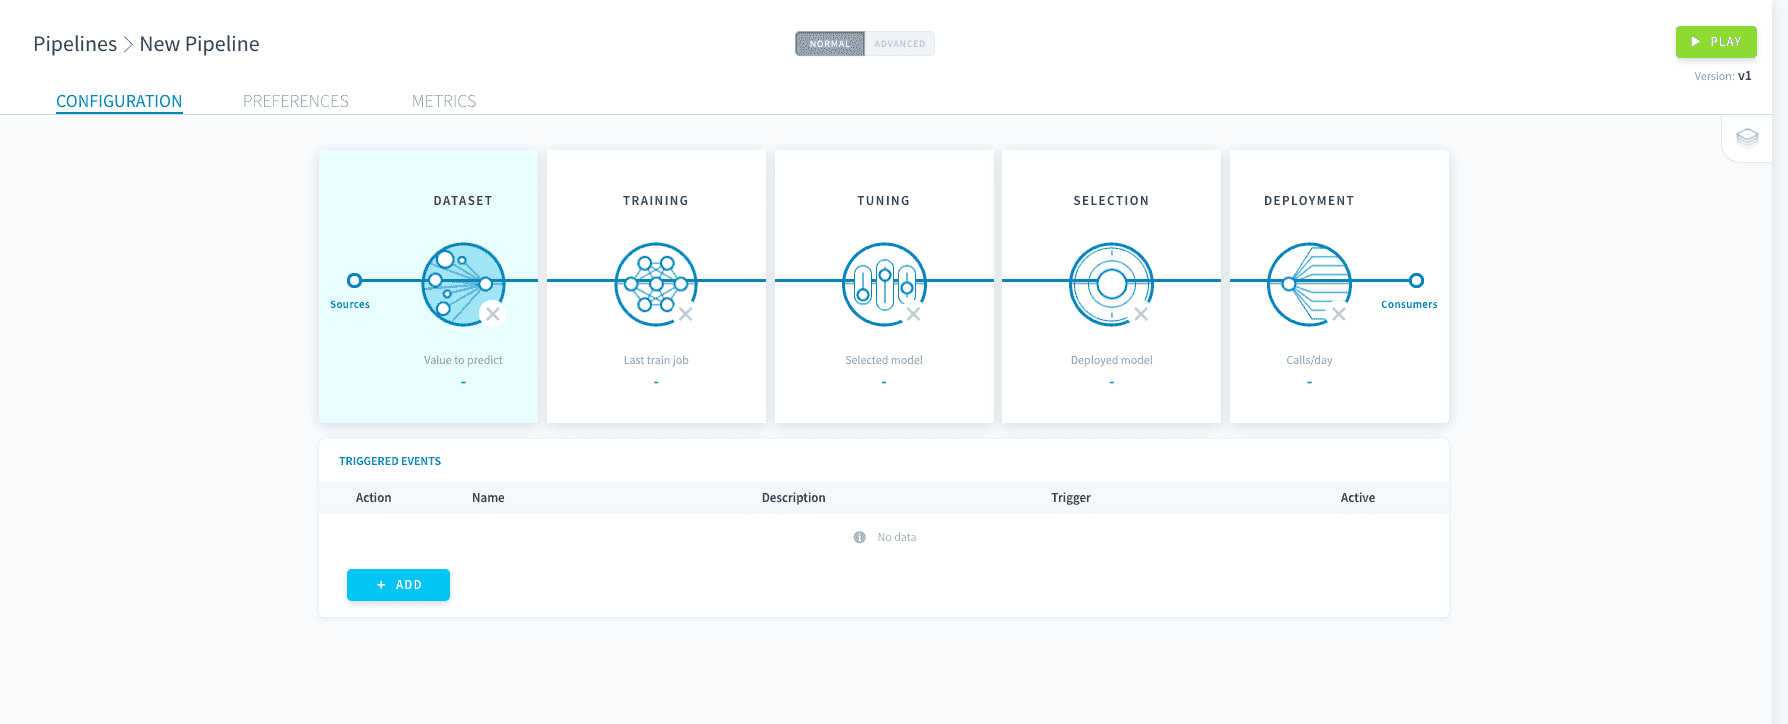 Pipelines > New Pipeline
NORMAL ADVANCED
PLAY
Version: v1
CONFIGURATION PREFERENCES METRICS
DATASET TRAINING TUNING SELECTION DEPLOYMENT
Sources Consumers
Value to predict Last train job Selected model Deployed model Calls/day
- - - - -
TRIGGERED EVENTS
Action Name Description Trigger Active
No data
+ ADD